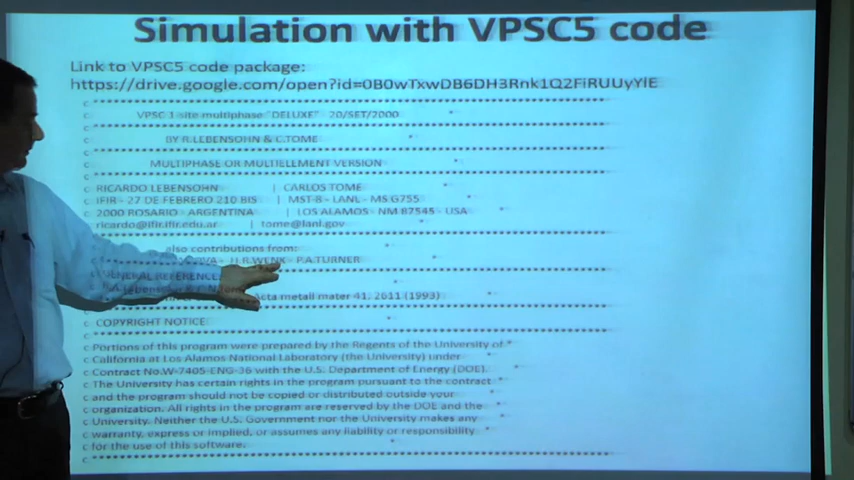 Simulation with VPSC5 code
Link to VPSC5 code package:
https://drive.google.com/open?id=0B0wTxwDB6DH3Rnk1Q2FiRUUyYlE
c *
c VPSC 1-site multiphase "DELUXE" - 20/SET/2000 *
c *
c BY R.LEBENSOHN & C.TOME *
c *
c MULTIPHASE OR MULTIELEMENT VERSION *
c *
c RICARDO LEBENSOHN | CARLOS TOME *
c IFIR - 27 DE FEBRERO 210 BIS | MST-8 - LANL - MS G755 *
c 2000 ROSARIO - ARGENTINA | LOS ALAMOS - NM 87545 - USA *
c ricardo@ifir.ifir.edu.ar | tome@lanl.gov *
c *
also contributions from: *
H.R.WENK - P.A.TURNER *
c GENERAL REFERENCE: *
Acta metall mater 41, 2611 (1993) *
c *
c COPYRIGHT NOTICE *
c *
c Portions of this program were prepared by the Regents of the University of *
c California at Los Alamos National Laboratory (the University) under *
c Contract No.W-7405-ENG-36 with the U.S. Department of Energy (DOE). *
c The University has certain rights in the program pursuant to the contract *
c and the program should not be copied or distributed outside your *
c organization. All rights in the program are reserved by the DOE and the *
c University. Neither the U.S. Government nor the University makes any *
c warranty, express or implied, or assumes any liability or responsibility *
c for the use of this software. *
c *